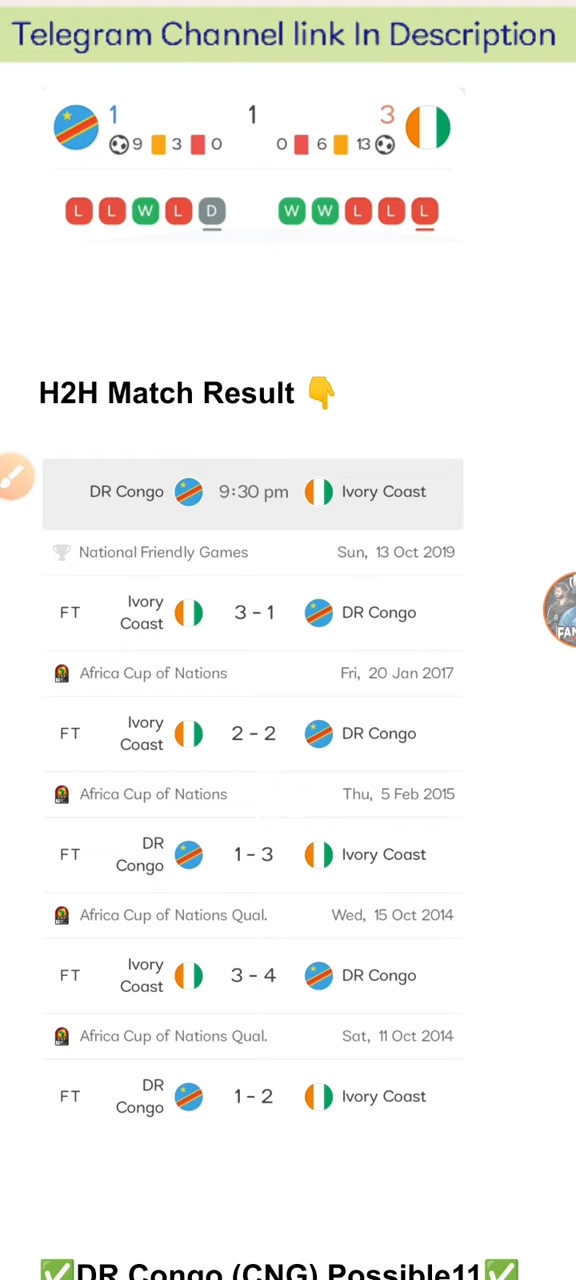 Telegram Channel link In Description
1 1 3
9 3 0 0 6 13
L L W L D W W L L L
H2H Match Result 👇
DR Congo 9:30 pm Ivory Coast
National Friendly Games Sun, 13 Oct 2019
FT Ivory Coast 3 - 1 DR Congo
Africa Cup of Nations Fri, 20 Jan 2017
FT Ivory Coast 2 - 2 DR Congo
Africa Cup of Nations Thu, 5 Feb 2015
FT DR Congo 1 - 3 Ivory Coast
Africa Cup of Nations Qual. Wed, 15 Oct 2014
FT Ivory Coast 3 - 4 DR Congo
Africa Cup of Nations Qual. Sat, 11 Oct 2014
FT DR Congo 1 - 2 Ivory Coast
✅DR Congo (CNG) Possible11✅